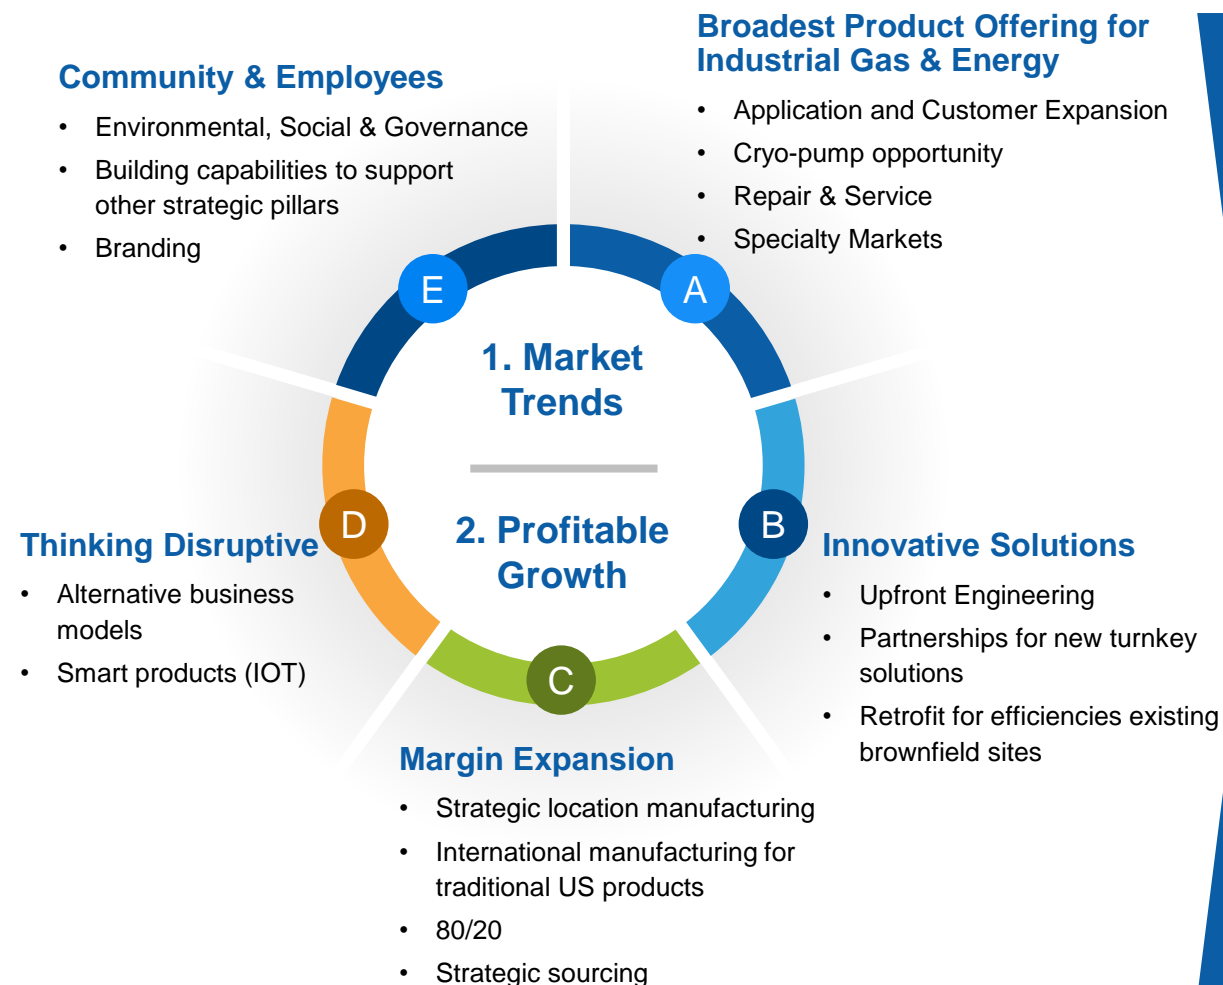 Broadest Product Offering for
Industrial Gas & Energy
• Application and Customer Expansion
• Cryo-pump opportunity
• Repair & Service
• Specialty Markets
Community & Employees
• Environmental, Social & Governance
• Building capabilities to support
other strategic pillars
• Branding
E
A
1. Market
Trends
2. Profitable
Growth
D
B
C
Thinking Disruptive
• Alternative business
models
• Smart products (IOT)
Innovative Solutions
• Upfront Engineering
• Partnerships for new turnkey
solutions
• Retrofit for efficiencies existing
brownfield sites
Margin Expansion
• Strategic location manufacturing
• International manufacturing for
traditional US products
• 80/20
• Strategic sourcing